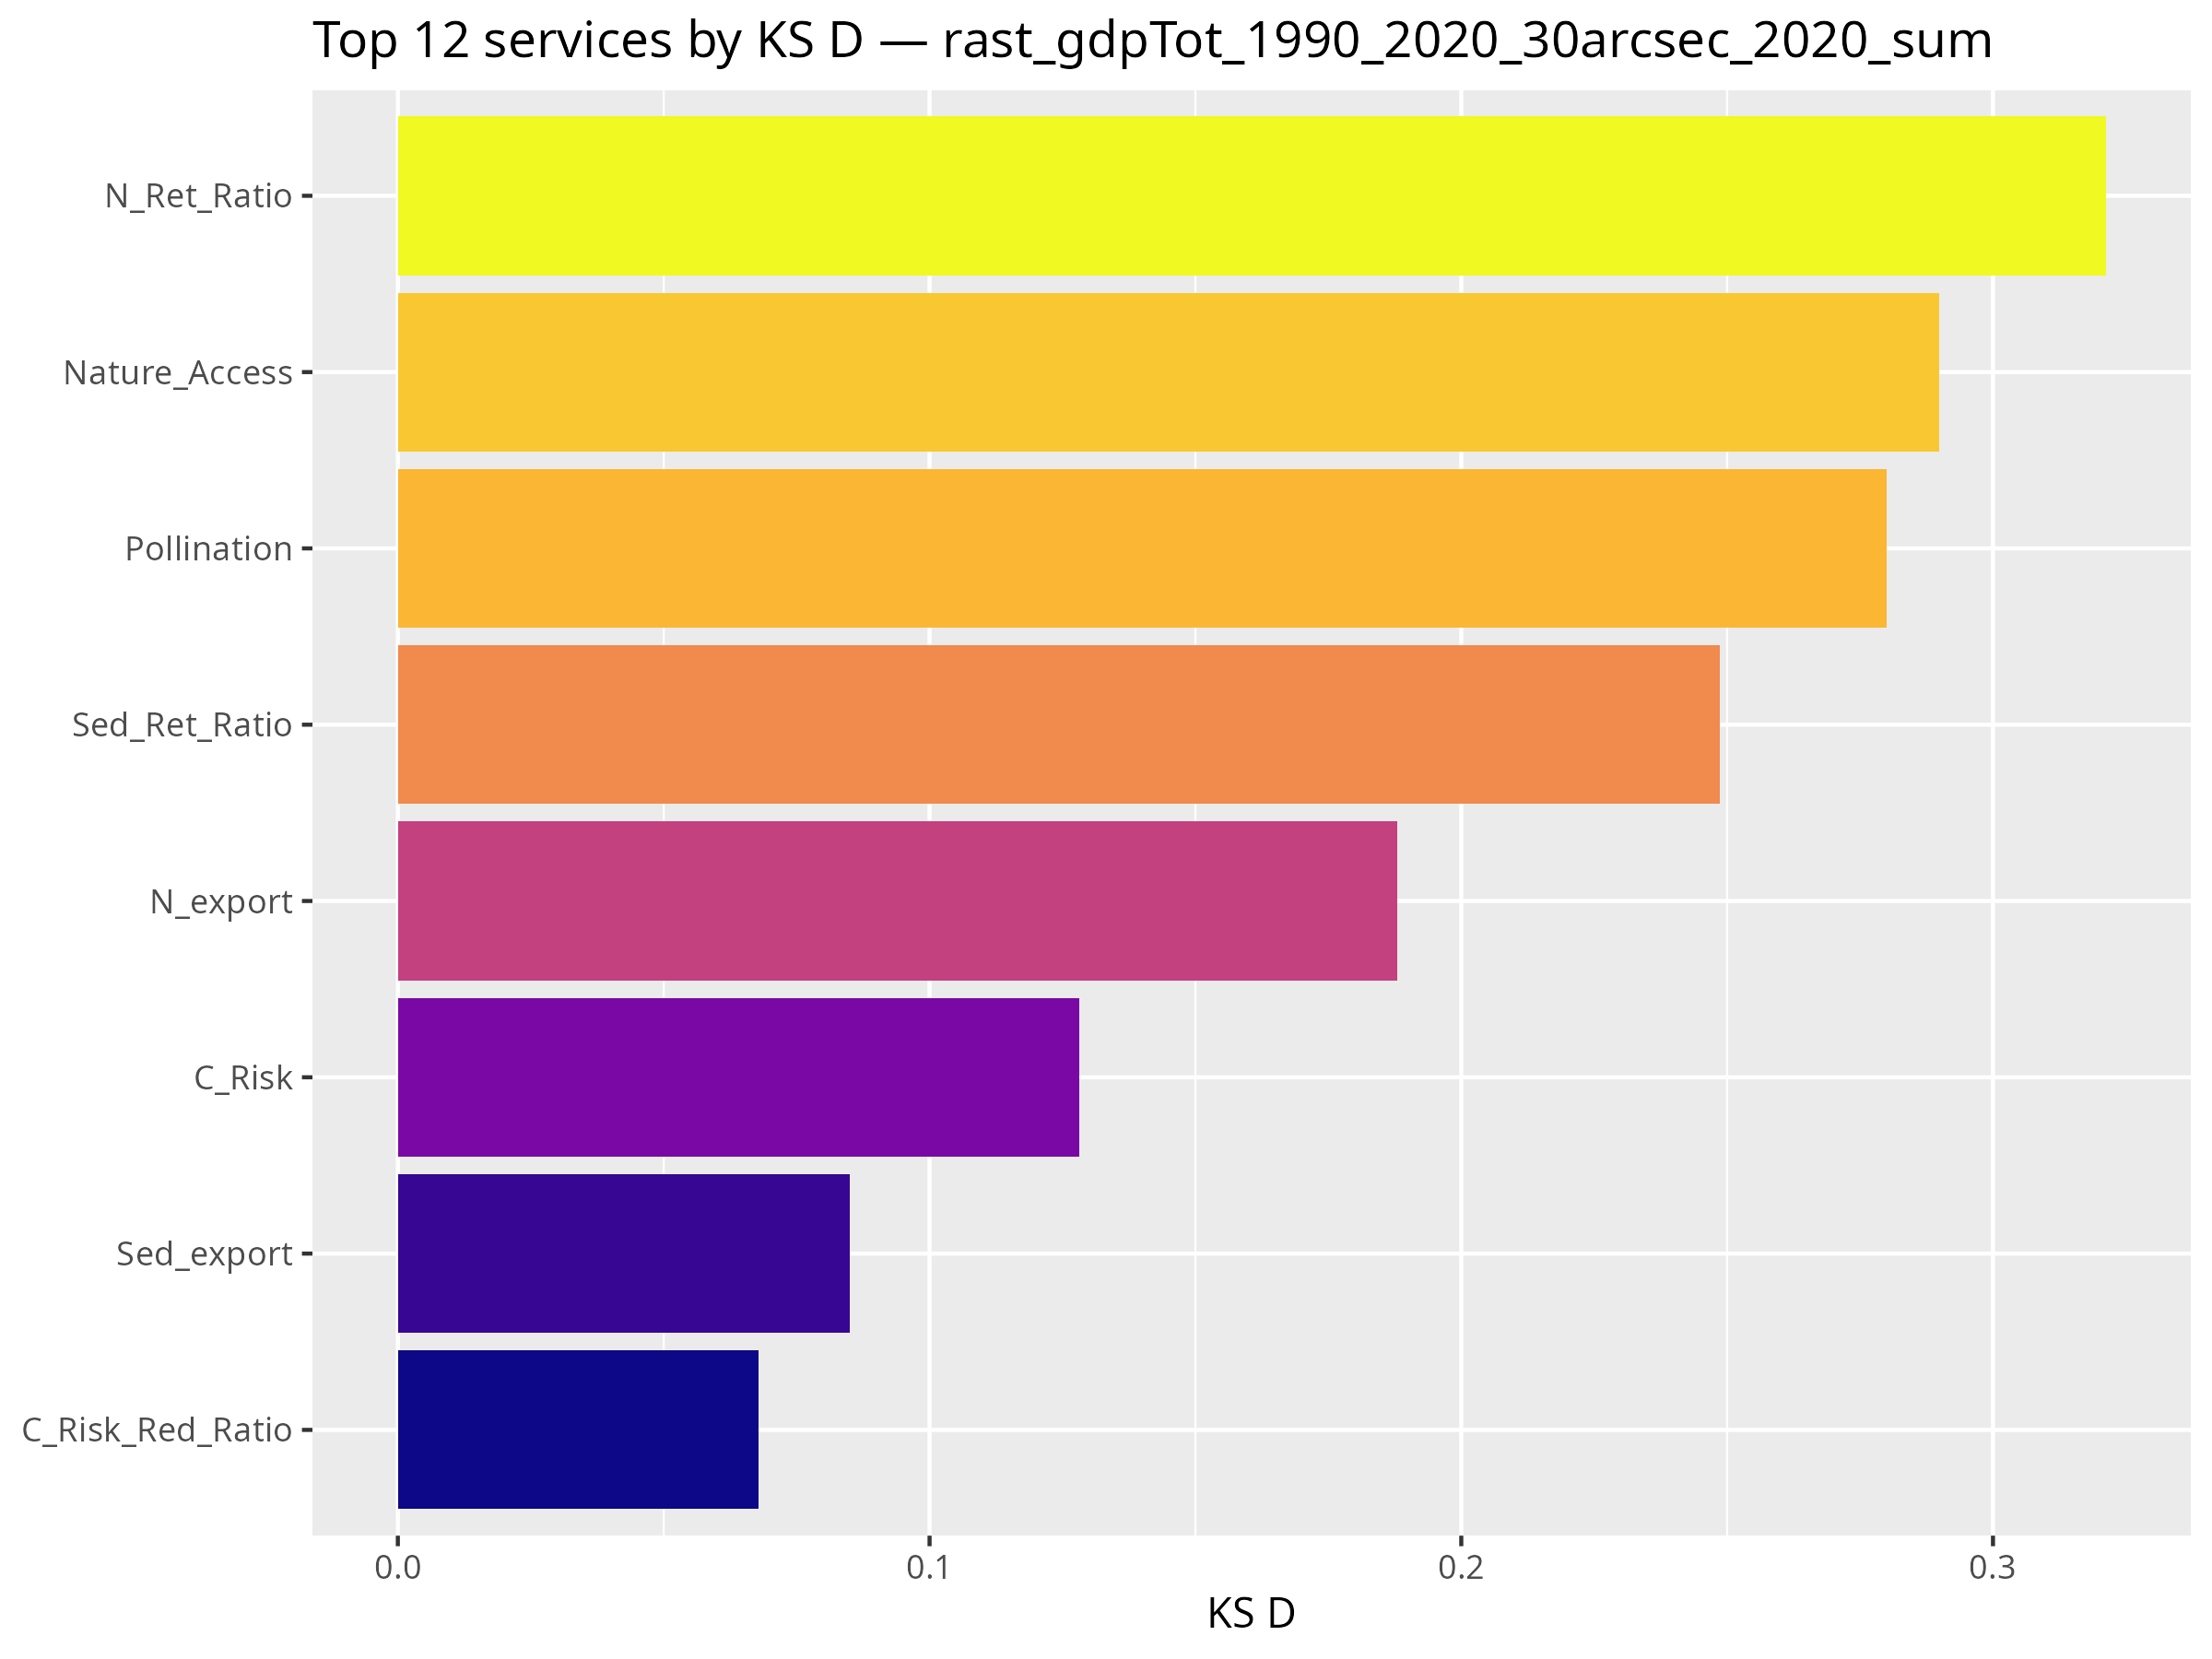 Top 12 services by KS D — rast_gdpTot_1990_2020_30arcsec_2020_sum
N_Ret_Ratio
Nature_Access
Pollination
Sed_Ret_Ratio
N_export
C_Risk
Sed_export
C_Risk_Red_Ratio
0.0 0.1 0.2 0.3
KS D